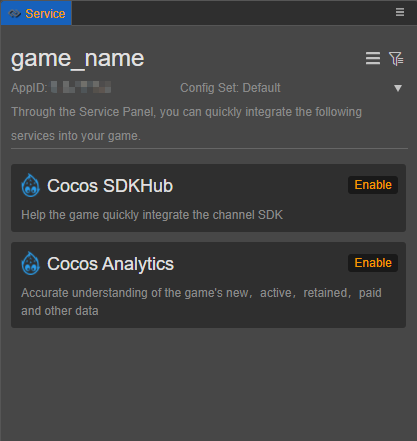 Service
game_name
AppID:
Config Set: Default
Through the Service Panel, you can quickly integrate the following
services into your game.
Cocos SDKHub
Enable
Help the game quickly integrate the channel SDK
Cocos Analytics
Enable
Accurate understanding of the game's new，active，retained，paid
and other data